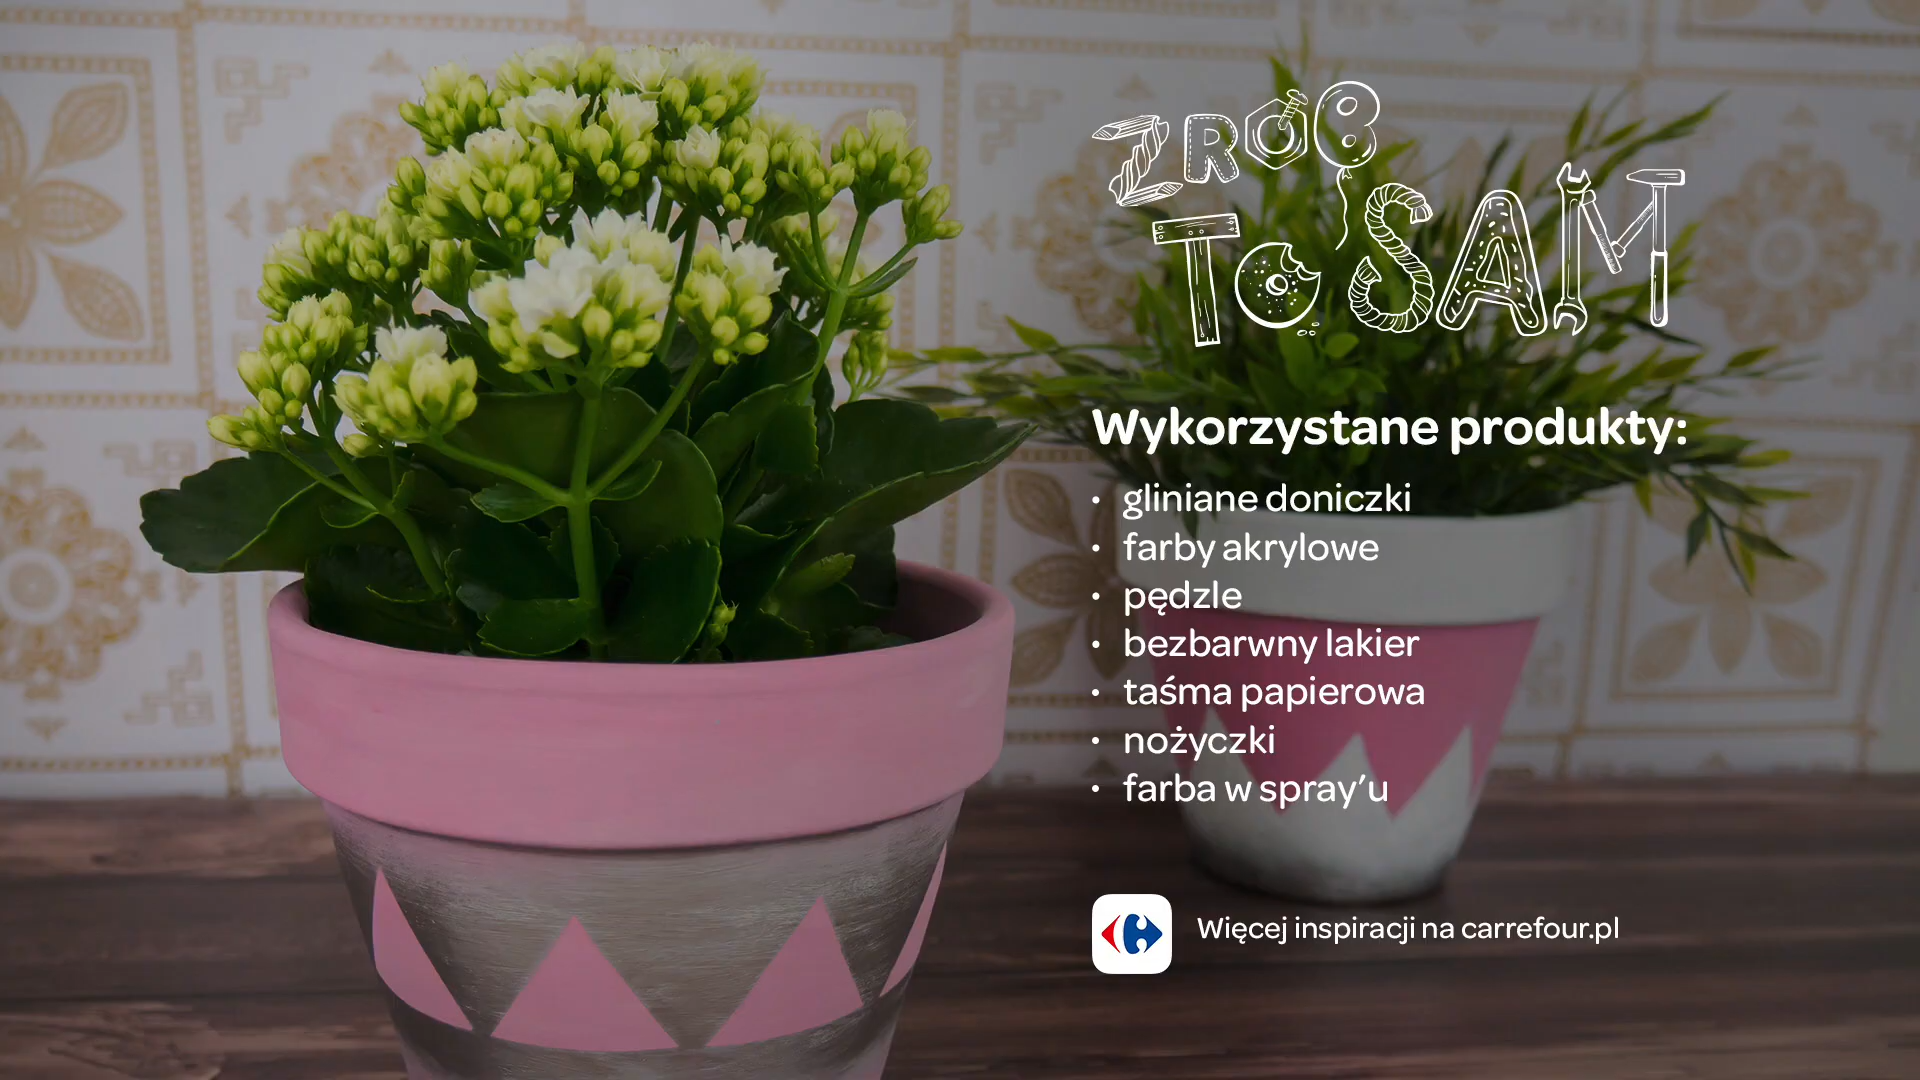 ZRÓB
TO SAM
Wykorzystane produkty:
• gliniane doniczki
• farby akrylowe
• pędzle
• bezbarwny lakier
• taśma papierowa
• nożyczki
• farba w spray’u
Więcej inspiracji na carrefour.pl